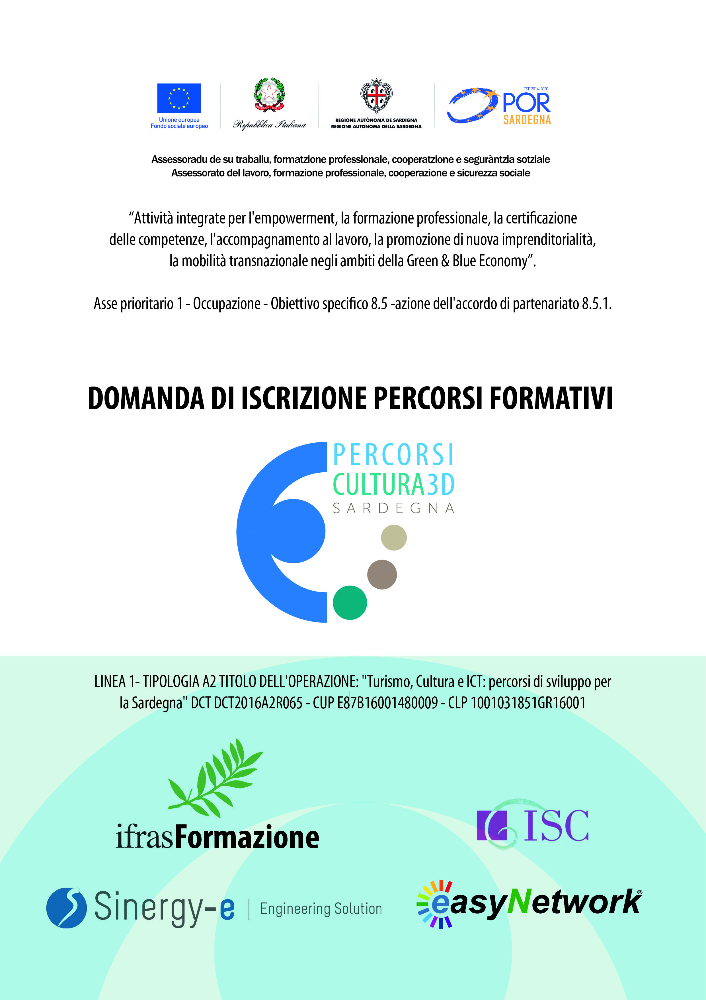 FSE 2014-2020
POR
SARDEGNA
Unione europea
Fondo sociale europeo
REPVBBLICA ITALIANA
Repubblica Italiana
REGIONE AUTÒNOMA DE SARDIGNA
REGIONE AUTONOMA DELLA SARDEGNA
Assessoradu de su traballu, formatzione professionale, cooperatzione e seguràntzia sotziale
Assessorato del lavoro, formazione professionale, cooperazione e sicurezza sociale
“Attività integrate per l'empowerment, la formazione professionale, la certificazione
delle competenze, l'accompagnamento al lavoro, la promozione di nuova imprenditorialità,
la mobilità transnazionale negli ambiti della Green & Blue Economy”.
Asse prioritario 1 - Occupazione - Obiettivo specifico 8.5 -azione dell'accordo di partenariato 8.5.1.
DOMANDA DI ISCRIZIONE PERCORSI FORMATIVI
PERCORSI
CULTURA3D
SARDEGNA
LINEA 1- TIPOLOGIA A2 TITOLO DELL'OPERAZIONE: "Turismo, Cultura e ICT: percorsi di sviluppo per
la Sardegna" DCT DCT2016A2R065 - CUP E87B16001480009 - CLP 1001031851GR16001
ifrasFormazione
ISC
Sinergy-e | Engineering Solution
easyNetwork®